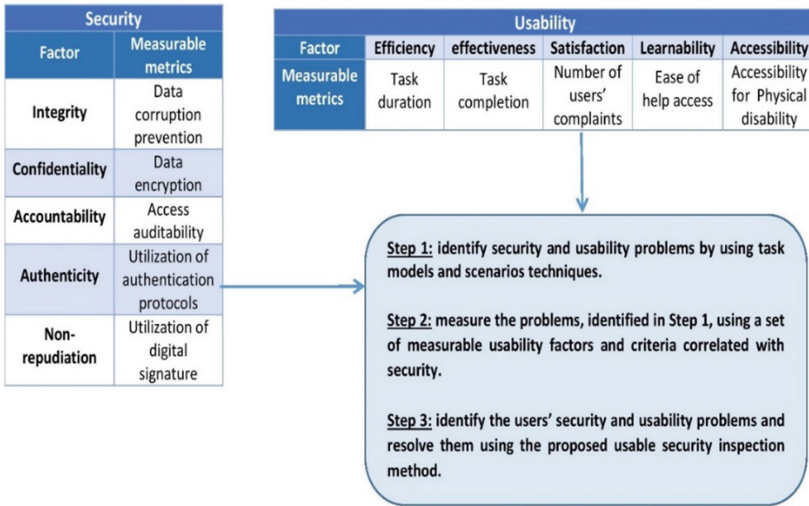 Security
Factor
Measurable
metrics
Integrity
Data
corruption
prevention
Confidentiality
Data
encryption
Accountability
Access
auditability
Authenticity
Utilization of
authentication
protocols
Non-
repudiation
Utilization of
digital
signature
Usability
Factor
Efficiency
effectiveness
Satisfaction
Learnability
Accessibility
Measurable
metrics
Task
duration
Task
completion
Number of
users'
complaints
Ease of
help access
Accessibility
for Physical
disability
Step 1: identify security and usability problems by using task
models and scenarios techniques.
Step 2: measure the problems, identified in Step 1, using a set
of measurable usability factors and criteria correlated with
security.
Step 3: identify the users' security and usability problems and
resolve them using the proposed usable security inspection
method.